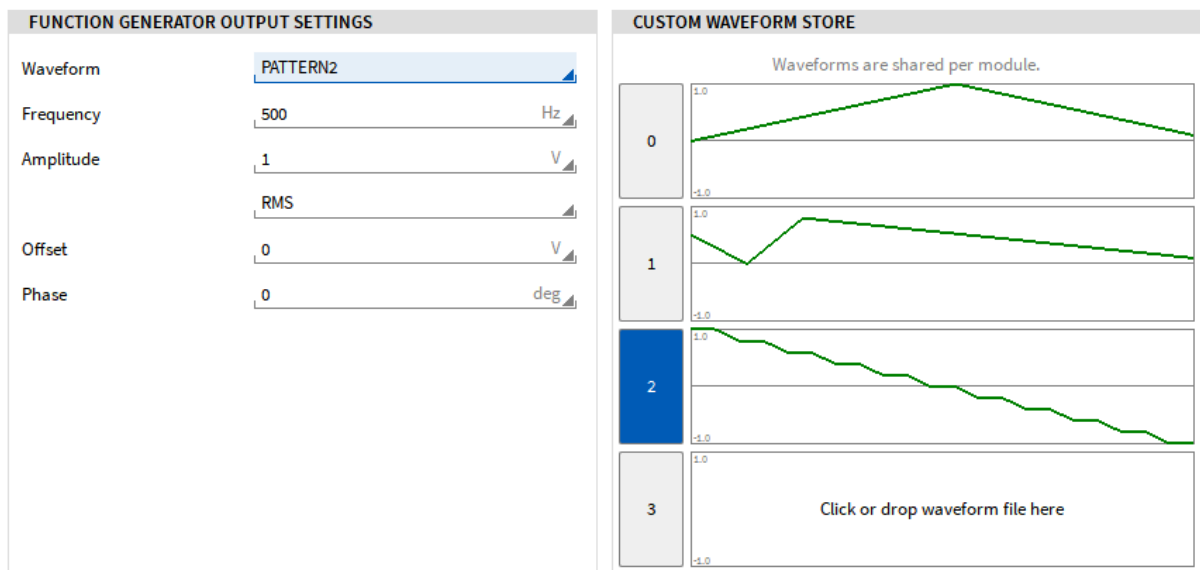 FUNCTION GENERATOR OUTPUT SETTINGS
Waveform PATTERN2
Frequency 500 Hz
Amplitude 1 V
RMS
Offset 0 V
Phase 0 deg
CUSTOM WAVEFORM STORE
Waveforms are shared per module.
1.0
0
-1.0
1.0
1
-1.0
1.0
2
-1.0
1.0
3 Click or drop waveform file here
-1.0